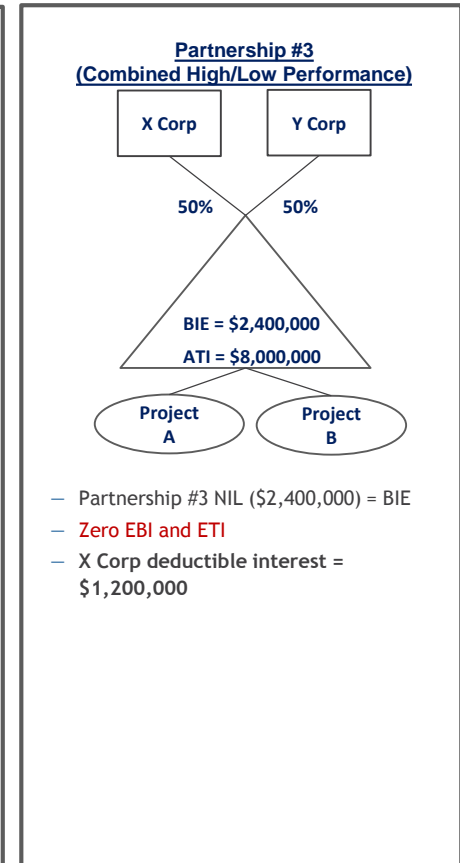 Partnership #3
(Combined High/Low Performance)
X Corp
Y Corp
50%
50%
BIE = $2,400,000
ATI = $8,000,000
Project
A
Project
B
– Partnership #3 NIL ($2,400,000) = BIE
– Zero EBI and ETI
– X Corp deductible interest =
$1,200,000